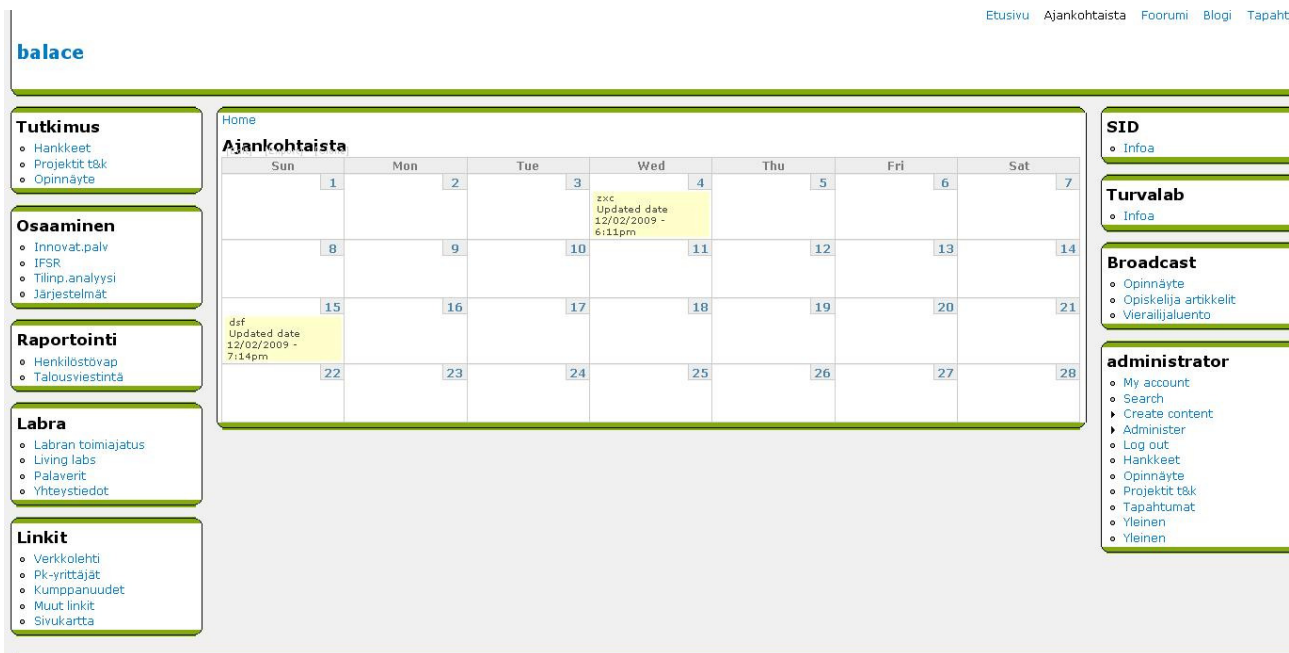 Etusivu Ajankohtaista Foorumi Blogi Tapaht
balace
Tutkimus
Hankkeet
Projektit t&k
Opinnäyte
Osaaminen
Innovat.palv
IFSR
Tilinp.analyysi
Järjestelmät
Raportointi
Henkilöstövap
Talousviestintä
Labra
Labran toimiajatus
Living labs
Palaverit
Yhteystiedot
Linkit
Verkkolehti
Pk-yrittäjät
Kumppanuudet
Muut linkit
Sivukartta
Home
Ajankohtaista
Sun Mon Tue Wed Thu Fri Sat
1 2 3 4 5 6 7
zxc
Updated date
12/02/2009 -
6:11pm
8 9 10 11 12 13 14
15 16 17 18 19 20 21
dsf
Updated date
12/02/2009 -
7:14pm
22 23 24 25 26 27 28
SID
Infoa
Turvalab
Infoa
Broadcast
Opinnäyte
Opiskelija artikkelit
Vierailijaluento
administrator
My account
Search
Create content
Administer
Log out
Hankkeet
Opinnäyte
Projektit t&k
Tapahtumat
Yleinen
Yleinen